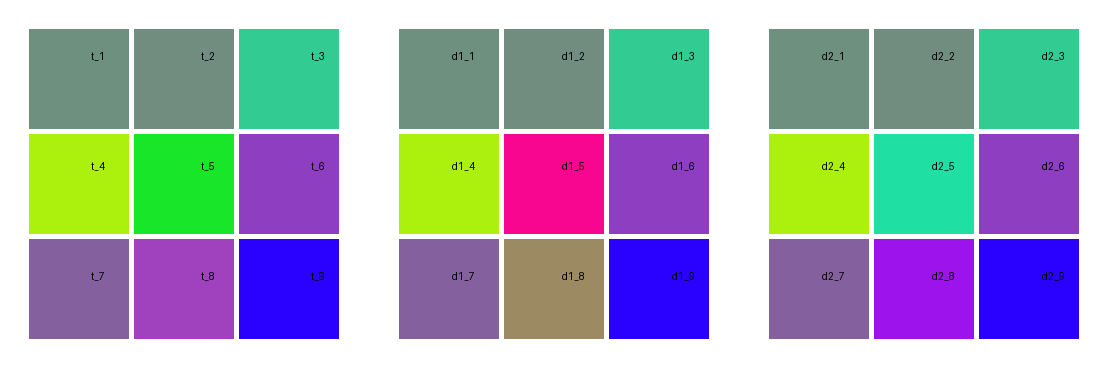 t_1 t_2 t_3 d1_1 d1_2 d1_3 d2_1 d2_2 d2_3
t_4 t_5 t_6 d1_4 d1_5 d1_6 d2_4 d2_5 d2_6
t_7 t_8 t_9 d1_7 d1_8 d1_9 d2_7 d2_8 d2_9